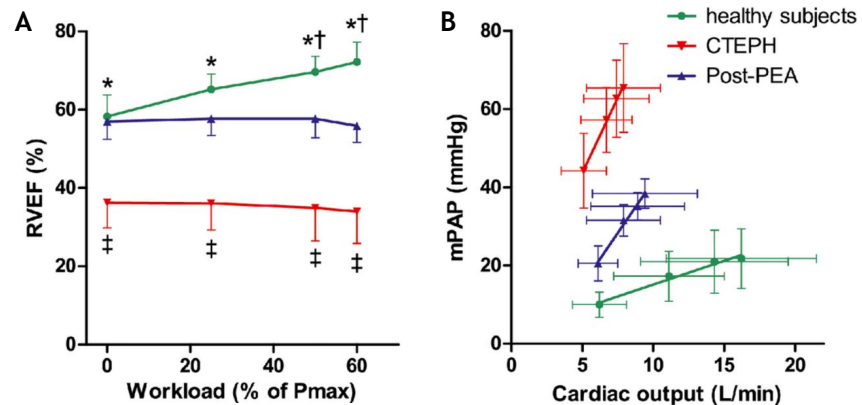 A
B
healthy subjects
CTEPH
Post-PEA
RVEF (%)
80
60
40
20
0
* * *† *†
‡ ‡ ‡ ‡
0 20 40 60
Workload (% of Pmax)
mPAP (mmHg)
80
60
40
20
0
0 5 10 15 20
Cardiac output (L/min)